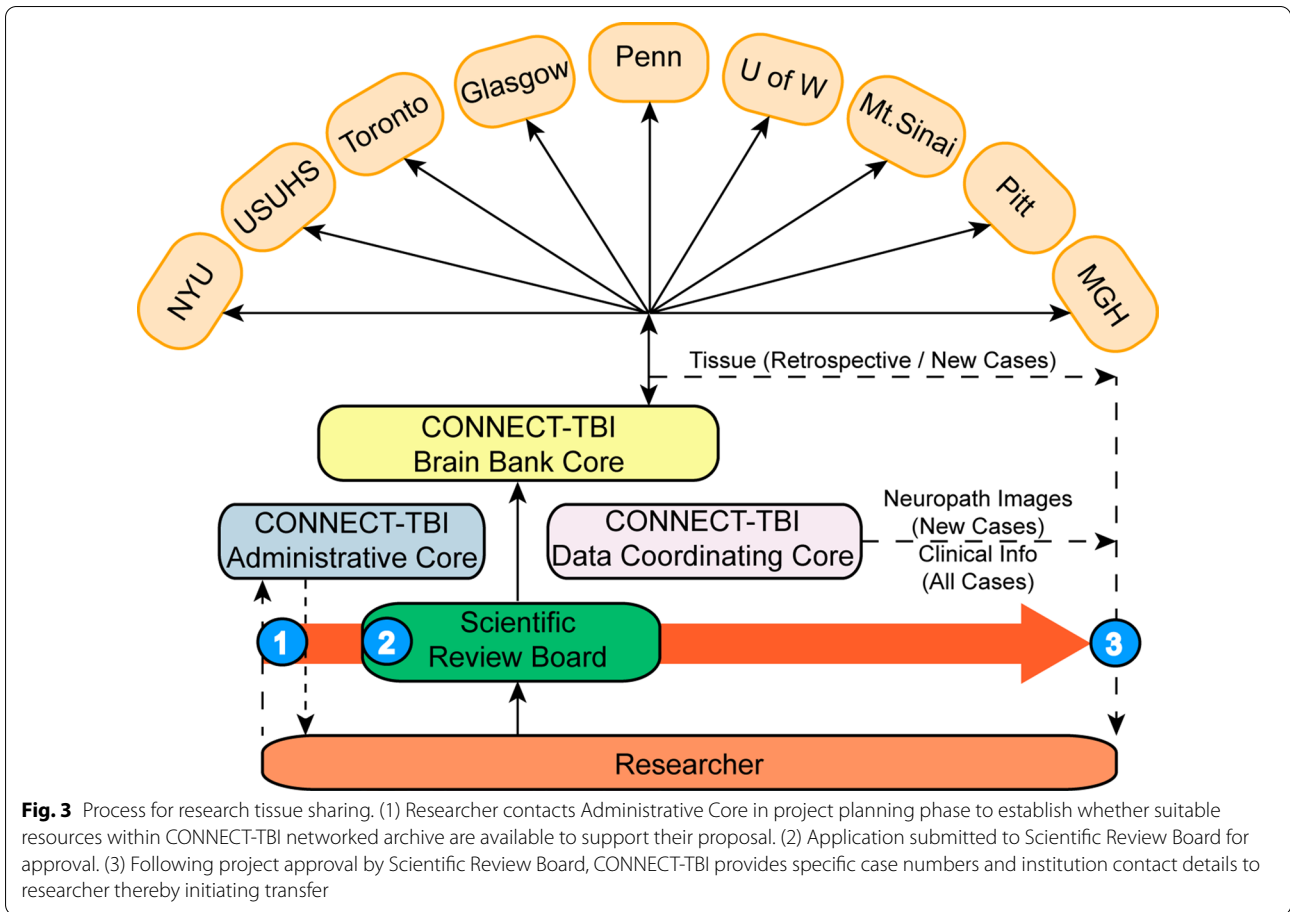 NYU
USUHS
Toronto
Glasgow
Penn
U of W
Mt.Sinai
Pitt
MGH
Tissue (Retrospective / New Cases)
CONNECT-TBI
Brain Bank Core
CONNECT-TBI
Administrative Core
CONNECT-TBI
Data Coordinating Core
Neuropath Images
(New Cases)
Clinical Info
(All Cases)
1
2
Scientific
Review Board
3
Researcher
Fig. 3 Process for research tissue sharing. (1) Researcher contacts Administrative Core in project planning phase to establish whether suitable
resources within CONNECT-TBI networked archive are available to support their proposal. (2) Application submitted to Scientific Review Board for
approval. (3) Following project approval by Scientific Review Board, CONNECT-TBI provides specific case numbers and institution contact details to
researcher thereby initiating transfer